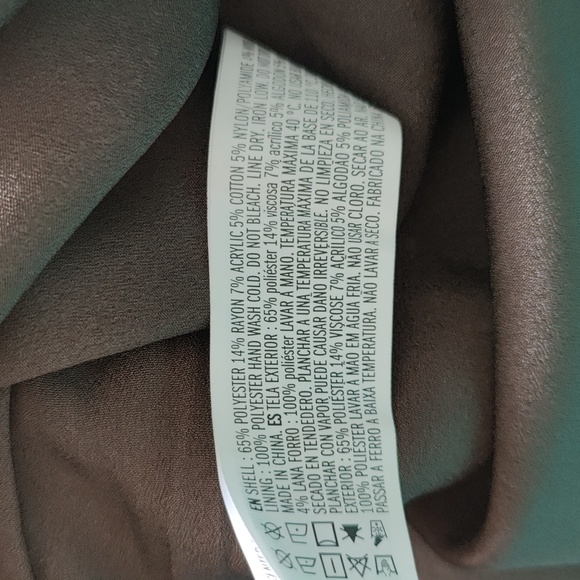 EN SHELL : 65% POLYESTER 14% RAYON 7% ACRYLIC 5% COTTON 5% NYLON/POLYAMIDE 4%
LINING : 100% POLYESTER HAND WASH COLD. DO NOT BLEACH. LINE DRY. IRON LOW. DO NOT
MADE IN CHINA. ES TELA EXTERIOR : 65% poliéster 14% viscosa 7% acrílico 5% ALGODÓN
4% LANA FORRO : 100% poliéster LAVAR A MANO. TEMPERATURA MÁXIMA 40 °C. NO
SECADO EN TENDEDERO. PLANCHAR A UNA TEMPERATURA MÁXIMA DE LA BASE DE 110 °C
PLANCHAR CON VAPOR PUEDE CAUSAR DAÑO IRREVERSIBLE. NO LIMPIEZA EN SECO.
EXTERIOR : 65% POLIÉSTER 14% VISCOSE 7% ACRÍLICO 5% ALGODÃO 5%
100% POLIÉSTER LAVAR À MÃO EM ÁGUA FRIA. NÃO USAR CLORO. SECAR AO AR.
PASSAR A FERRO A BAIXA TEMPERATURA. NÃO LAVAR A SECO. FABRICADO NA CHINA